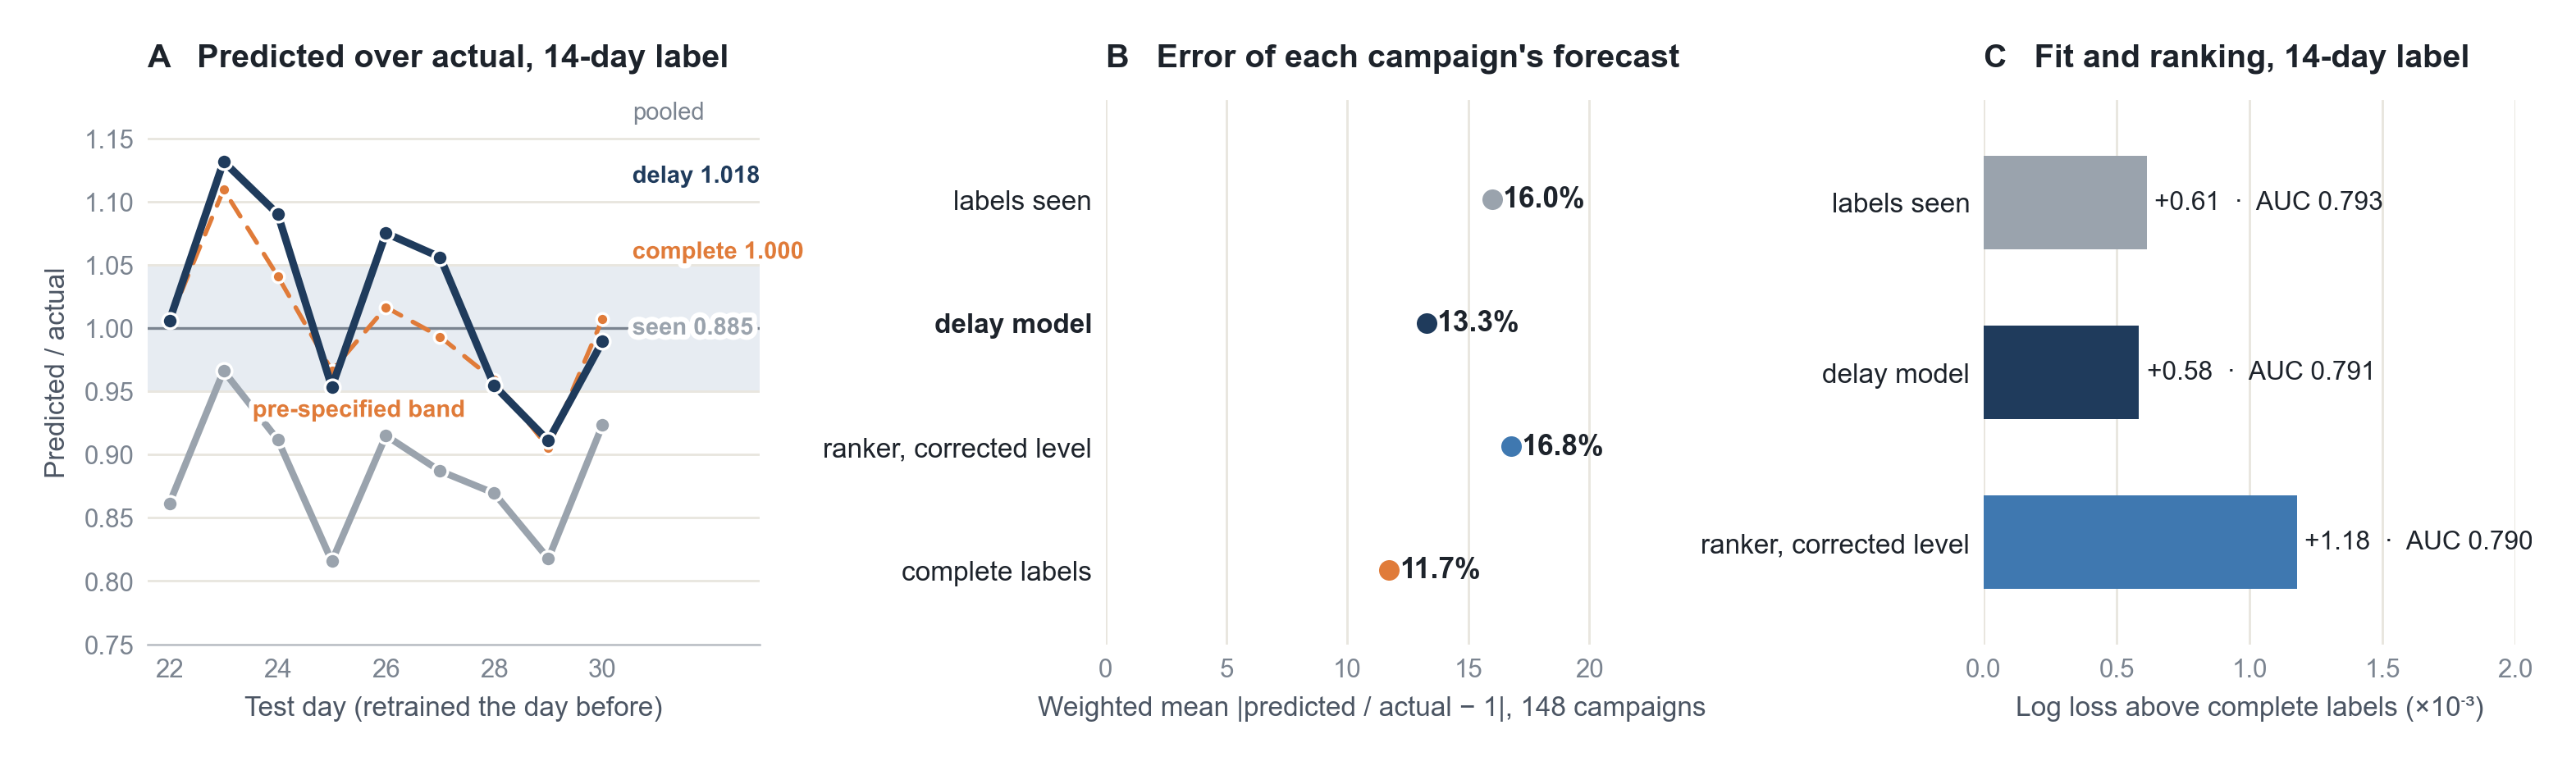 A Predicted over actual, 14-day label
pooled
1.15
delay 1.018
1.10
complete 1.000
1.05
seen 0.885
1.00
0.95
pre-specified band
0.90
0.85
0.80
0.75
22 24 26 28 30
Test day (retrained the day before)
Predicted / actual
B Error of each campaign's forecast
labels seen
16.0%
delay model
13.3%
ranker, corrected level
16.8%
complete labels
11.7%
0 5 10 15 20
Weighted mean |predicted / actual − 1|, 148 campaigns
C Fit and ranking, 14-day label
labels seen
+0.61 · AUC 0.793
delay model
+0.58 · AUC 0.791
ranker, corrected level
+1.18 · AUC 0.790
0.0 0.5 1.0 1.5 2.0
Log loss above complete labels (×10⁻³)